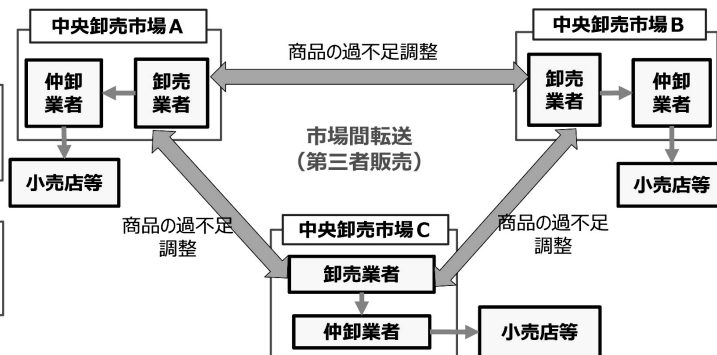 中央卸売市場A
中央卸売市場B
商品の過不足調整
仲卸
業者
卸売
業者
卸売
業者
仲卸
業者
市場間転送
（第三者販売）
小売店等
小売店等
商品の過不足
調整
商品の過不足
調整
中央卸売市場C
卸売業者
仲卸業者
小売店等